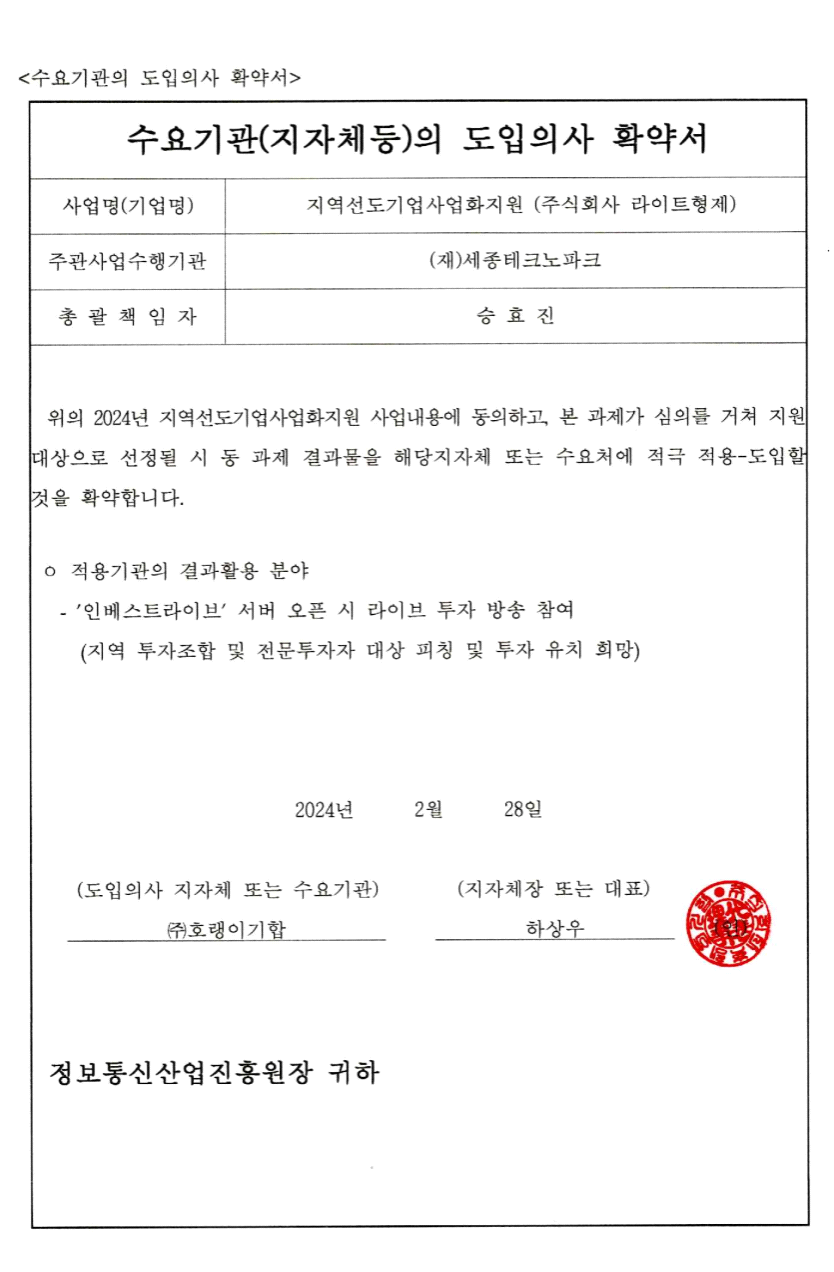 <수요기관의 도입의사 확약서>
수요기관(지자체등)의 도입의사 확약서
사업명(기업명) 지역선도기업사업화지원 (주식회사 라이트형제)
주관사업수행기관 (재)세종테크노파크
총 괄 책 임 자 승 효 진
위의 2024년 지역선도기업사업화지원 사업내용에 동의하고, 본 과제가 심의를 거쳐 지원
대상으로 선정될 시 동 과제 결과물을 해당지자체 또는 수요처에 적극 적용-도입할
것을 확약합니다.
ㅇ 적용기관의 결과활용 분야
- '인베스트라이브' 서버 오픈 시 라이브 투자 방송 참여
(지역 투자조합 및 전문투자자 대상 피칭 및 투자 유치 희망)
2024년 2월 28일
(도입의사 지자체 또는 수요기관) (지자체장 또는 대표)
㈜호랭이기합 하상우 (인)
정보통신산업진흥원장 귀하